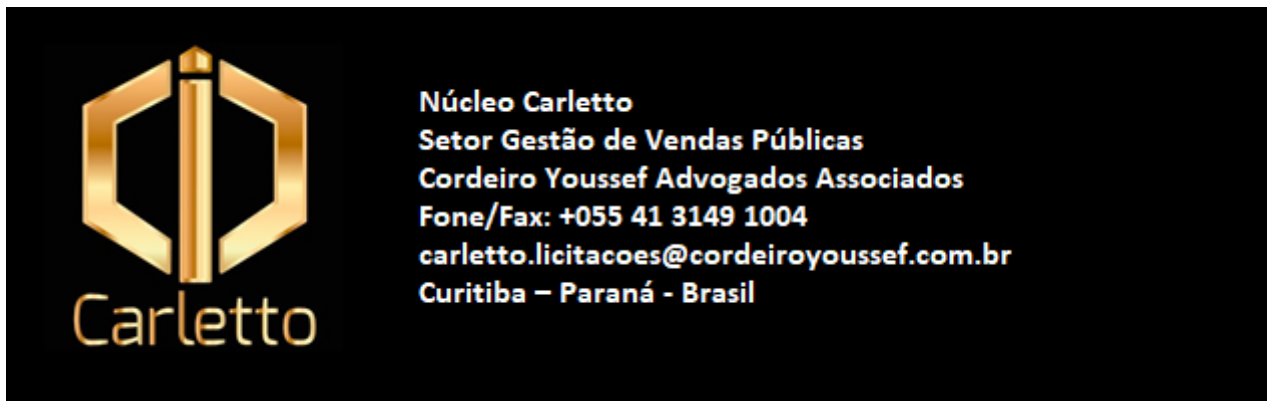 Carletto
Núcleo Carletto
Setor Gestão de Vendas Públicas
Cordeiro Youssef Advogados Associados
Fone/Fax: +055 41 3149 1004
carletto.licitacoes@cordeiroyoussef.com.br
Curitiba – Paraná - Brasil